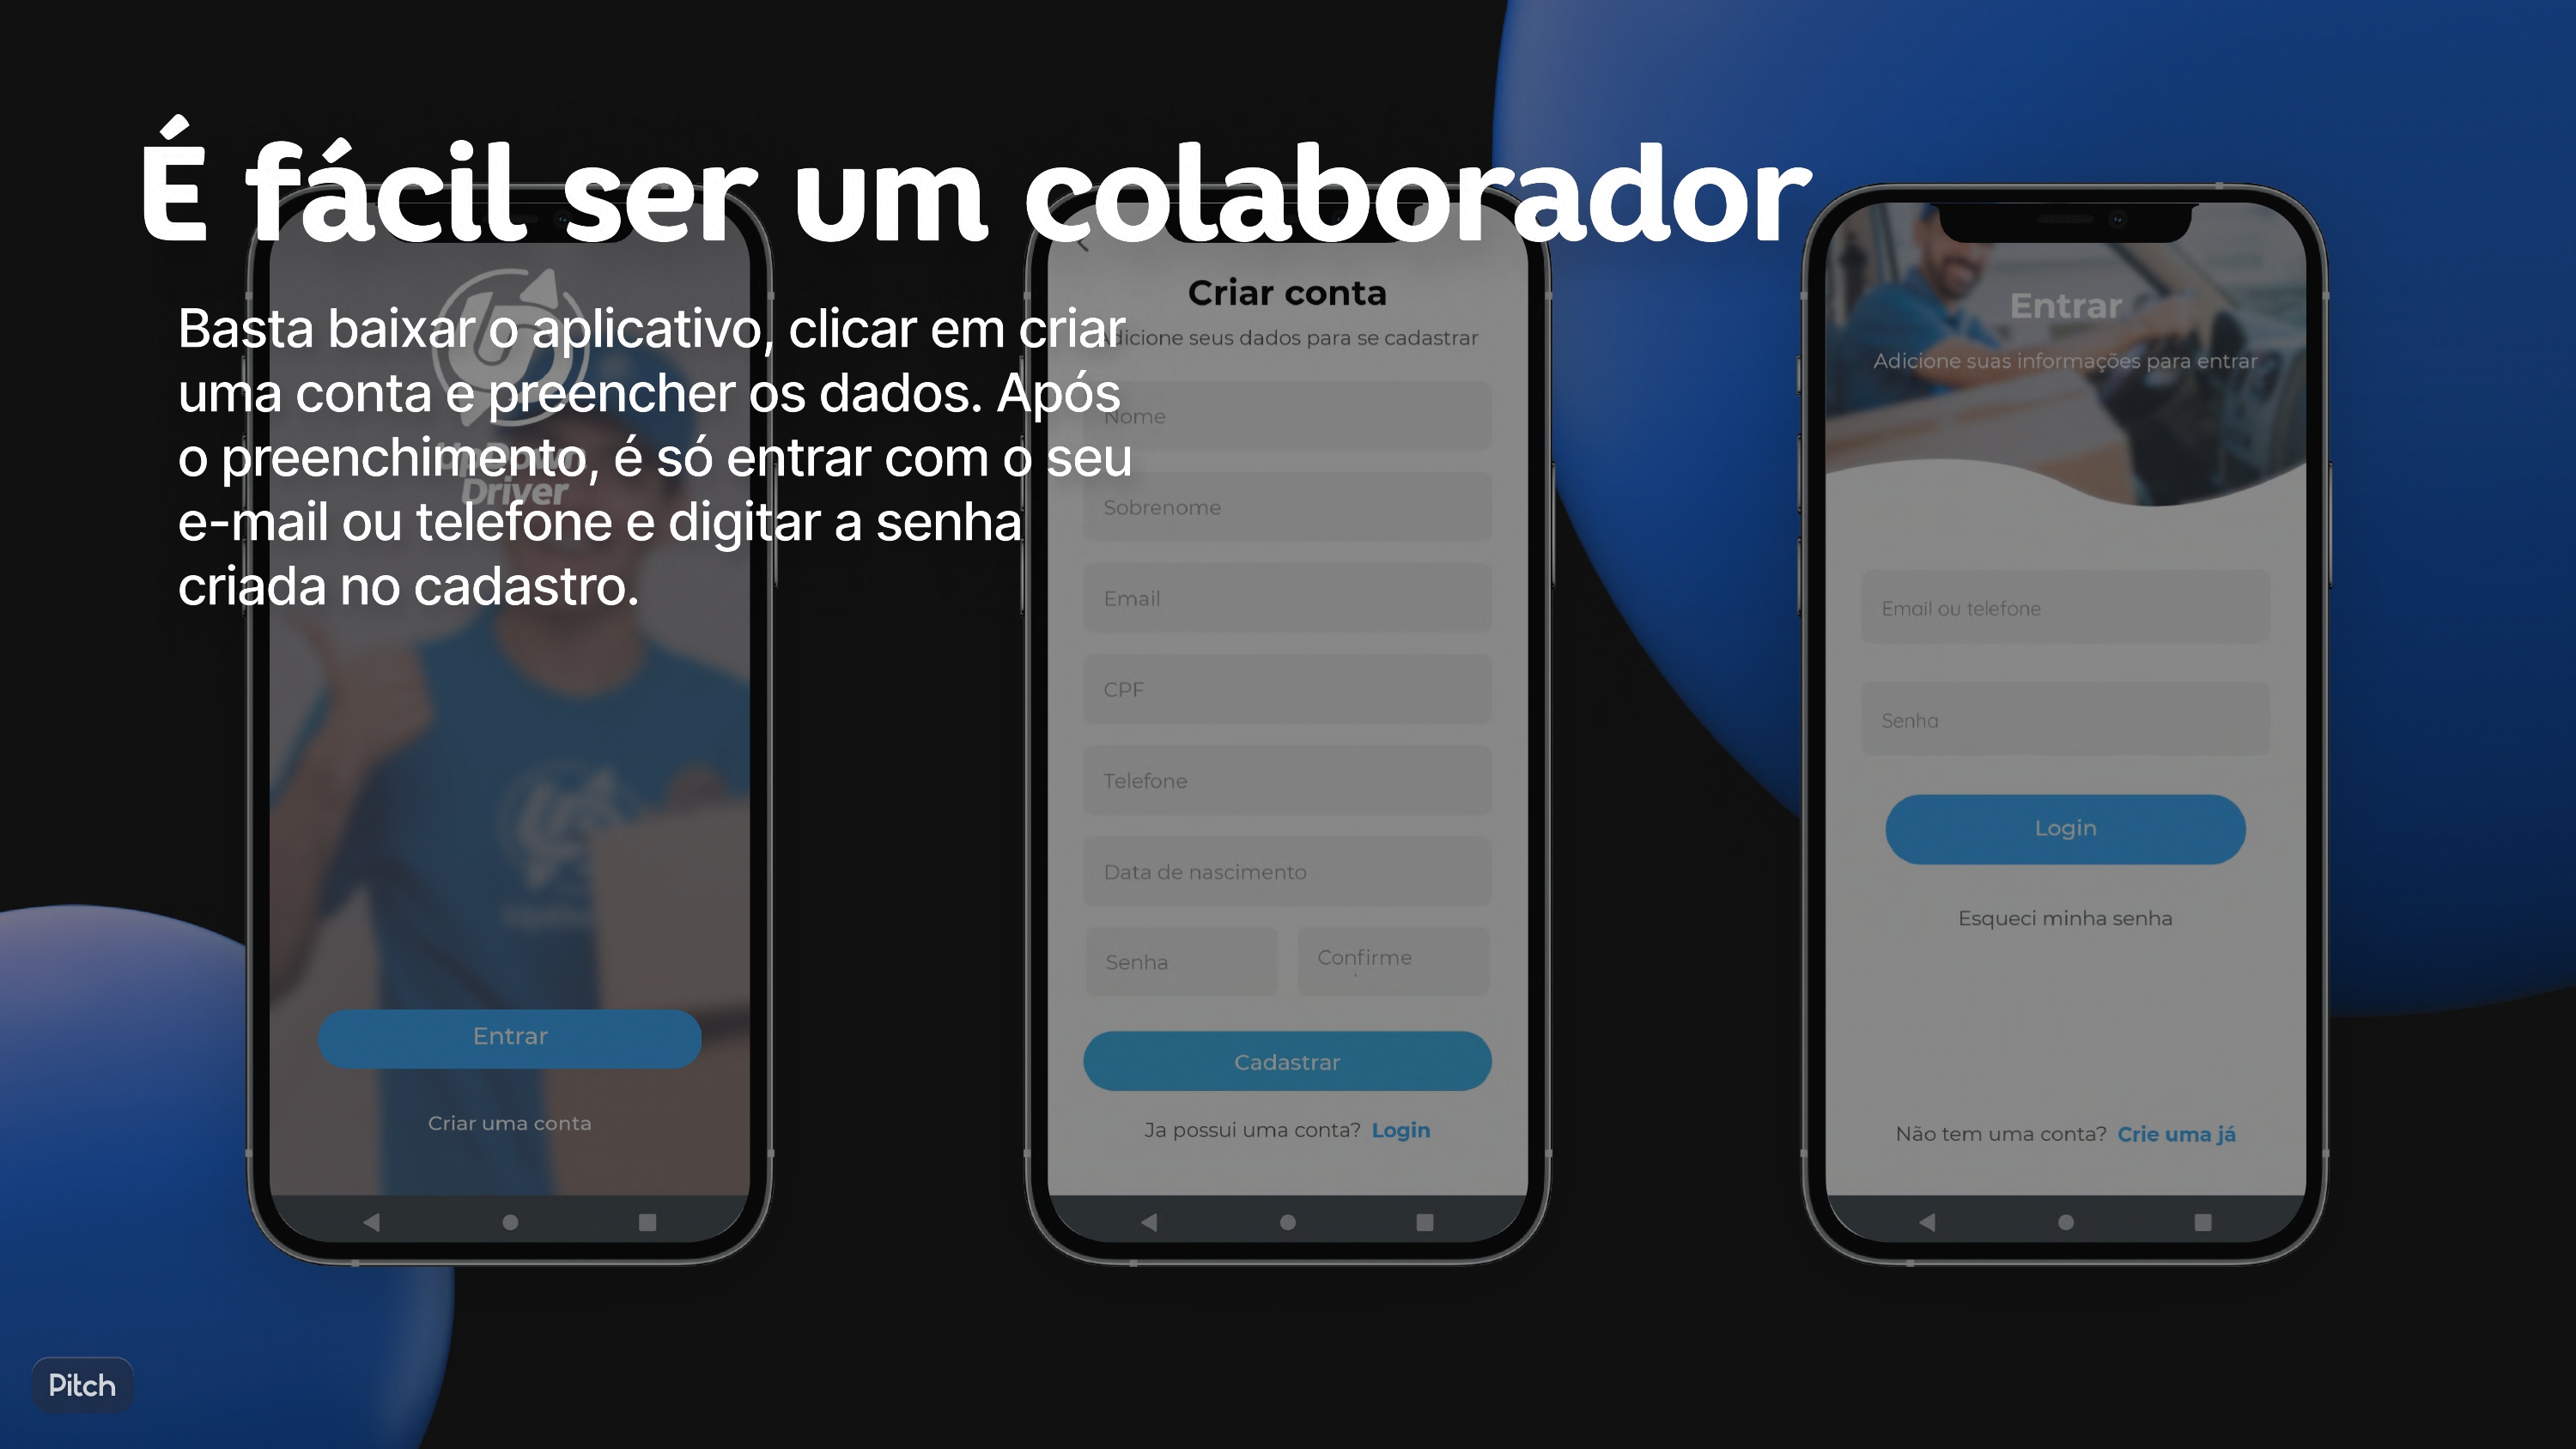 É fácil ser um colaborador
Basta baixar o aplicativo, clicar em criar
uma conta e preencher os dados. Após
o preenchimento, é só entrar com o seu
e-mail ou telefone e digitar a senha
criada no cadastro.
UpDown
Driver
Entrar
Criar uma conta
Criar conta
Adicione seus dados para se cadastrar
Nome
Sobrenome
Email
CPF
Telefone
Data de nascimento
Senha
Confirme
Cadastrar
Ja possui uma conta? Login
Entrar
Adicione suas informações para entrar
Email ou telefone
Senha
Login
Esqueci minha senha
Não tem uma conta? Crie uma já
Pitch